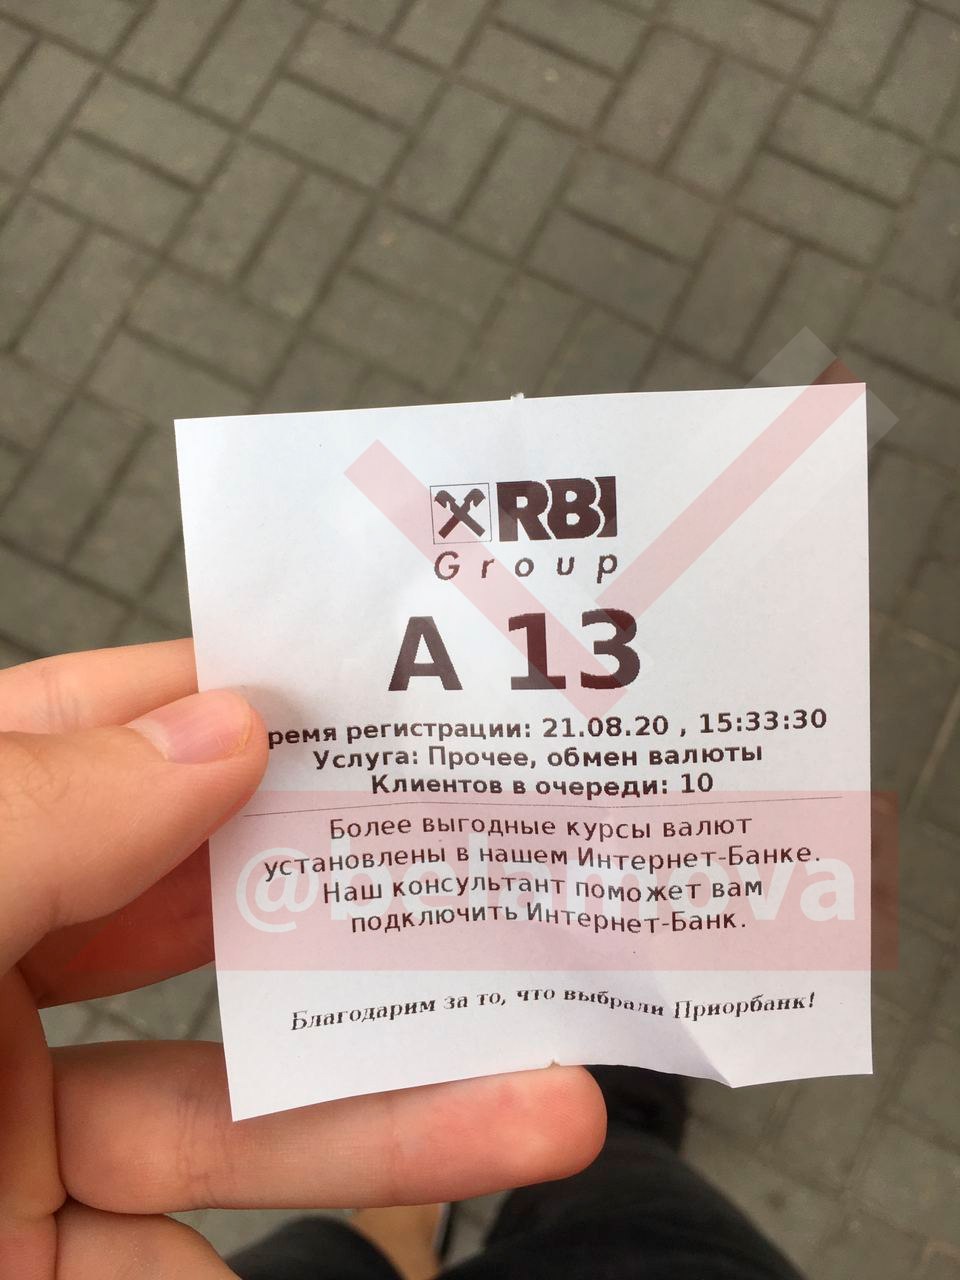 RBI
Group
A 13
ремя регистрации: 21.08.20 , 15:33:30
Услуга: Прочее, обмен валюты
Клиентов в очереди: 10
Более выгодные курсы валют
установлены в нашем Интернет-Банке.
Наш консультант поможет вам
подключить Интернет-Банк.
@belamova
Благодарим за то, что выбрали Приорбанк!